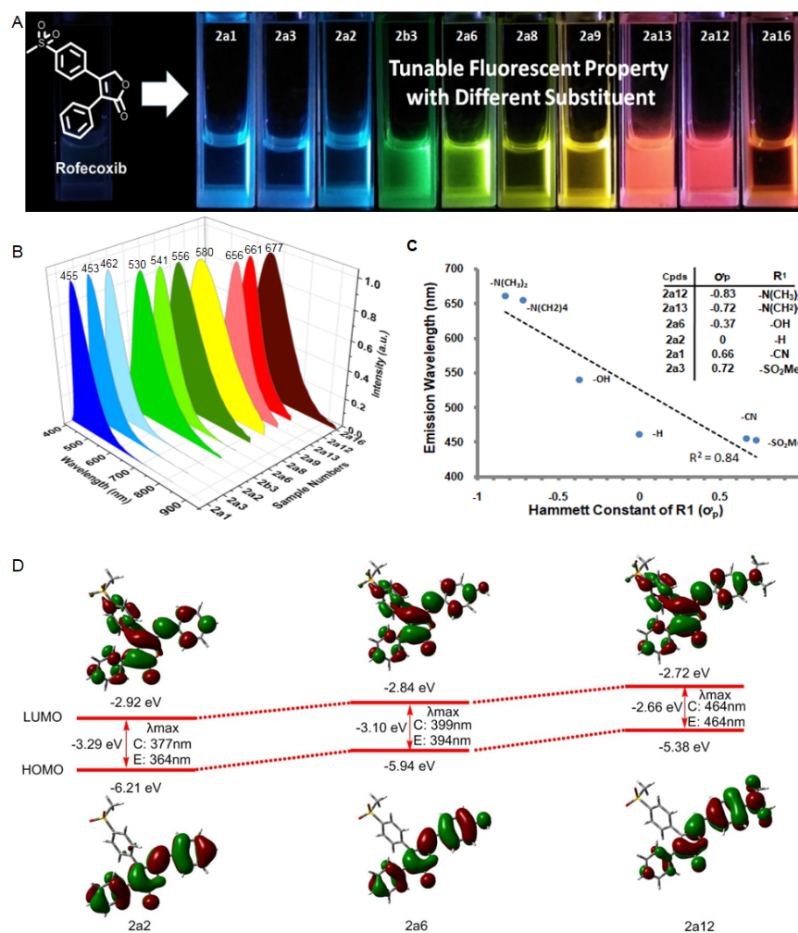 A
2a1 2a3 2a2 2b3 2a6 2a8 2a9 2a13 2a12 2a16
O
O
S
O
O
Rofecoxib
Tunable Fluorescent Property
with Different Substituent
B
455 453 462 530 541 556 580 656 661 677
1.0
0.8
0.6
0.4
0.2
0.0
Intensity (a.u.)
400 500 600 700 800 900
Wavelength (nm)
2a1 2a3 2a2 2b3 2a6 2a8 2a9 2a13 2a12 2a16
Sample Numbers
C
700
650
600
550
500
450
400
Emission Wavelength (nm)
-1 -0.5 0 0.5 1
Hammett Constant of R1 (σp)
-N(CH3)2
-N(CH2)4
-OH
-H
-CN
-SO2Me
R2 = 0.84
Cpds σp R1
2a12 -0.83 -N(CH3)
2a13 -0.72 -N(CH2)
2a6 -0.37 -OH
2a2 0 -H
2a1 0.66 -CN
2a3 0.72 -SO2Me
D
-2.92 eV -2.84 eV -2.72 eV
LUMO
-3.29 eV
λmax
C: 377nm
E: 364nm
-3.10 eV
λmax
C: 399nm
E: 394nm
-2.66 eV
λmax
C: 464nm
E: 464nm
HOMO
-6.21 eV -5.94 eV -5.38 eV
2a2 2a6 2a12